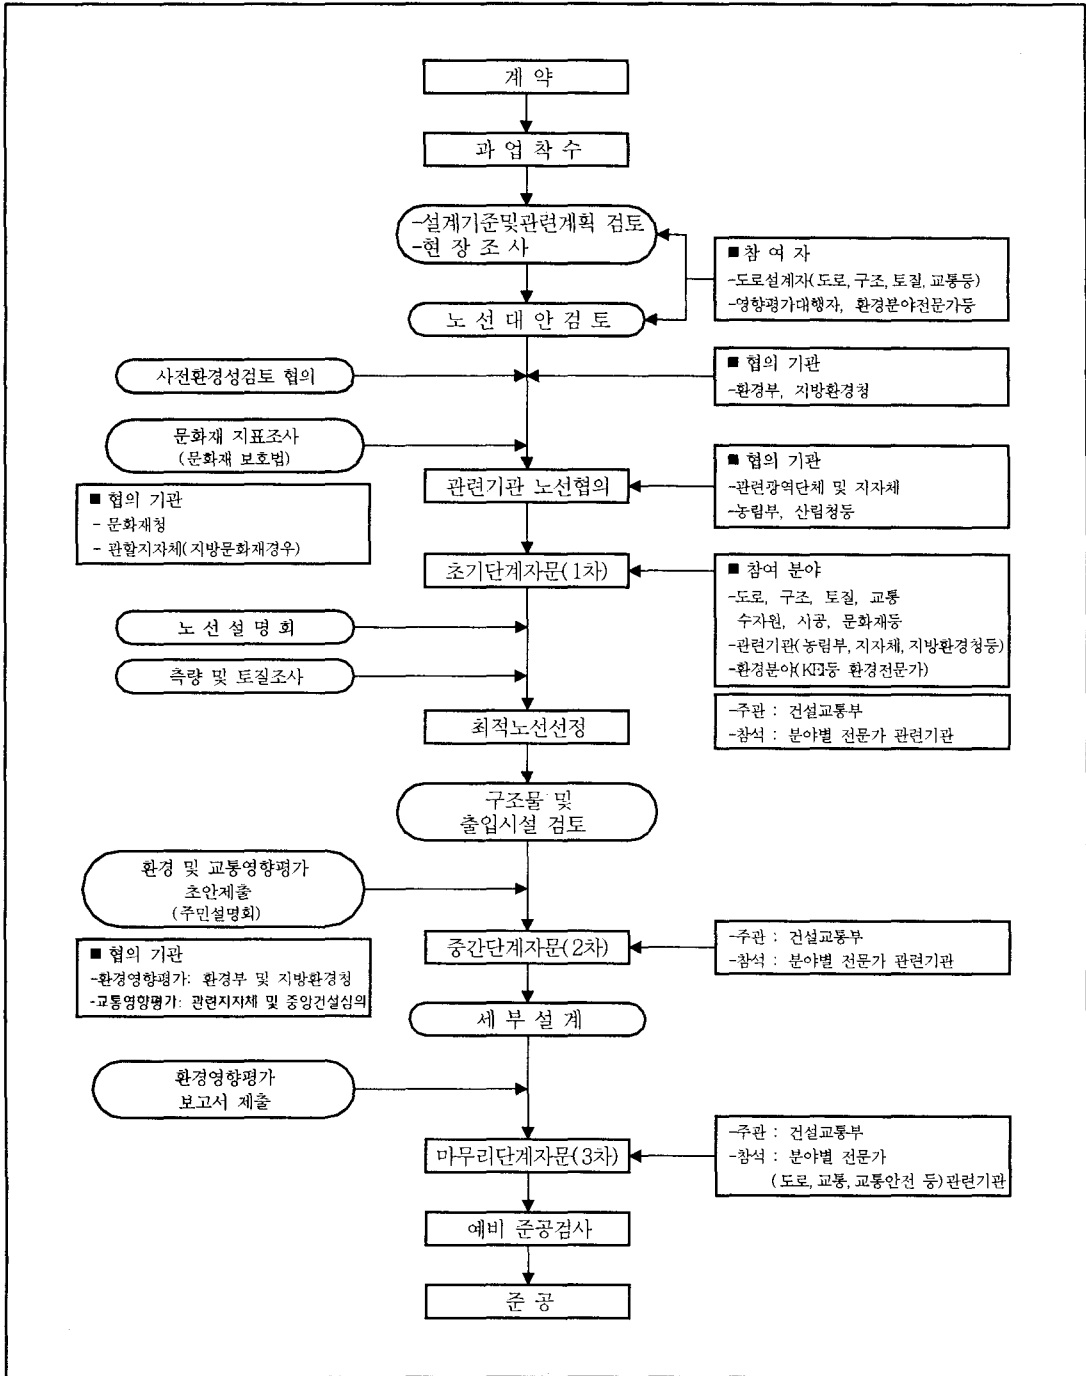 계 약
과 업 착 수
-설계기준및관련계획 검토
-현 장 조 사
■ 참 여 자
-도로설계자(도로, 구조, 토질, 교통등)
-영향평가대행자, 환경분야전문가등
노 선 대 안 검 토
사전환경성검토 협의
■ 협의 기관
-환경부, 지방환경청
문화재 지표조사
(문화재 보호법)
■ 협의 기관
- 문화재청
- 관할지자체(지방문화재경우)
관련기관 노선협의
■ 협의 기관
-관련광역단체 및 지자체
-농림부, 산림청등
초기단계자문(1차)
■ 참여 분야
-도로, 구조, 토질, 교통
수자원, 시공, 문화재등
-관련기관(농림부, 지자체, 지방환경청등)
-환경분야(KEI등 환경전문가)
노 선 설 명 회
측량 및 토질조사
-주관 : 건설교통부
-참석 : 분야별 전문가 관련기관
최적노선선정
구조물 및
출입시설 검토
환경 및 교통영향평가
초안제출
(주민설명회)
■ 협의 기관
-환경영향평가: 환경부 및 지방환경청
-교통영향평가: 관련지자체 및 중앙건설심의
중간단계자문(2차)
-주관 : 건설교통부
-참석 : 분야별 전문가 관련기관
세 부 설 계
환경영향평가
보고서 제출
마무리단계자문(3차)
-주관 : 건설교통부
-참석 : 분야별 전문가
(도로, 교통, 교통안전 등)관련기관
예비 준공검사
준 공